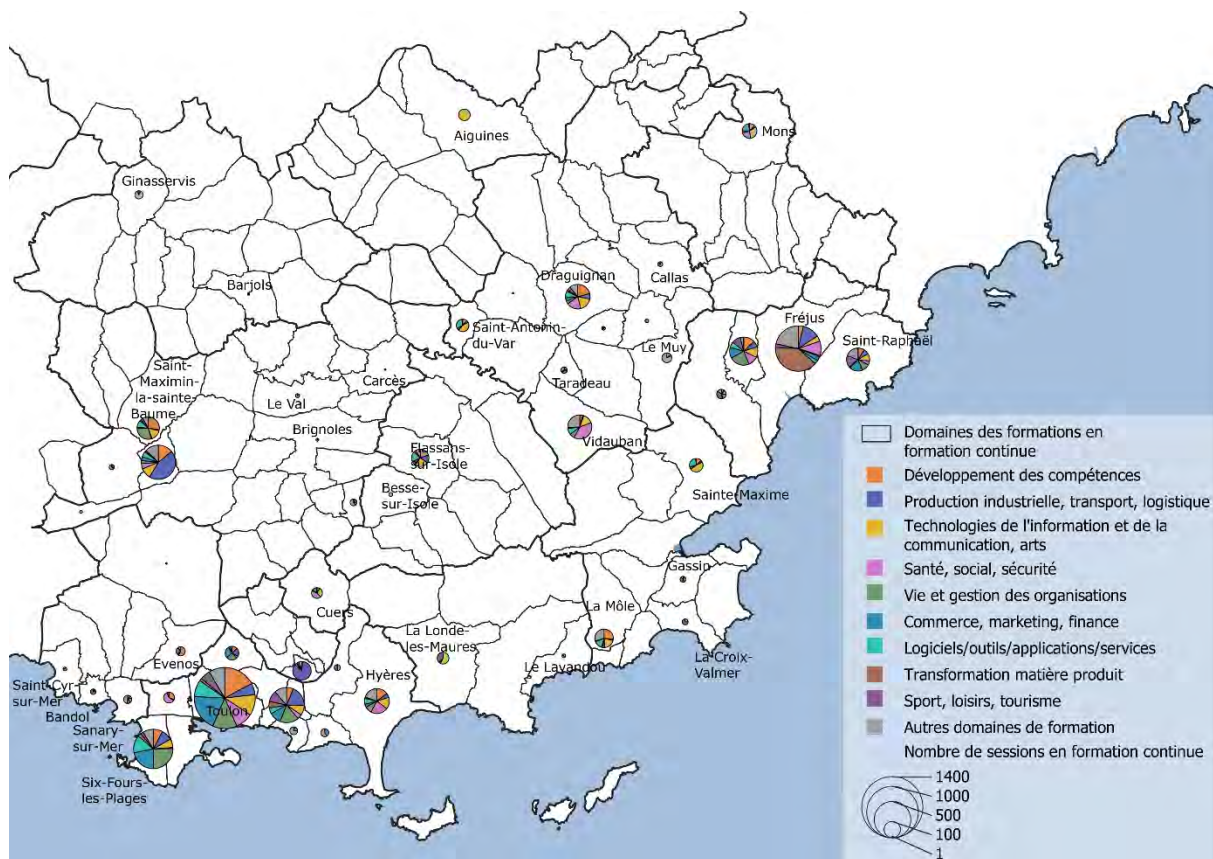 Aiguines
Mons
Ginasservis
Barjols
Draguignan
Callas
Saint-Antonin-
du-Var
Le Muy
Fréjus
Saint-Raphaël
Saint-
Maximin-
la-sainte-
Baume
Carcès
Taradeau
Le Val
Brignoles
Flassans-
sur-Isole
Vidauban
Besse-
sur-Isole
Sainte-Maxime
Gassin
Cuers
La Môle
La Londe-
les-Maures
Evenos
Le Lavandou
La Croix-
Valmer
Hyères
Saint-Cyr-
sur-Mer
Bandol
Toulon
Sanary-
sur-Mer
Six-Fours-
les-Plages
Domaines des formations en
formation continue
Développement des compétences
Production industrielle, transport, logistique
Technologies de l'information et de la
communication, arts
Santé, social, sécurité
Vie et gestion des organisations
Commerce, marketing, finance
Logiciels/outils/applications/services
Transformation matière produit
Sport, loisirs, tourisme
Autres domaines de formation
Nombre de sessions en formation continue
1400
1000
500
100
1